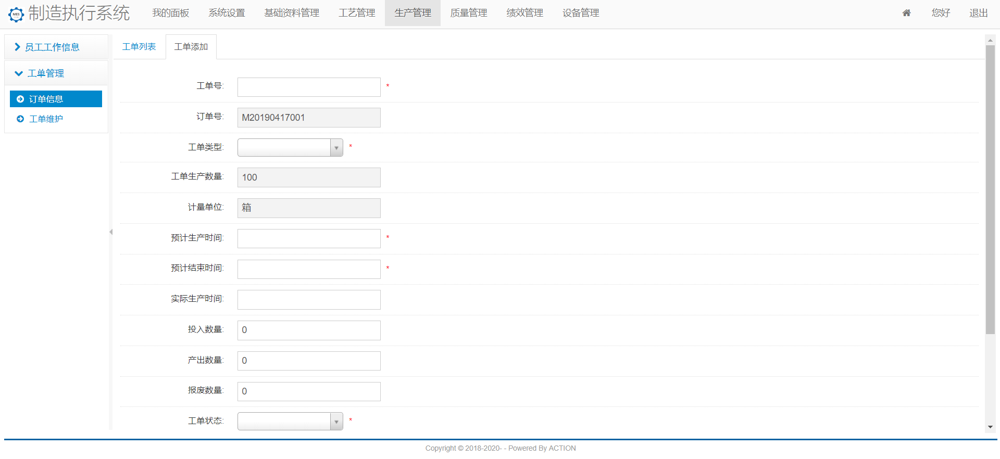 MES 制造执行系统 我的面板 系统设置 基础资料管理 工艺管理 生产管理 质量管理 绩效管理 设备管理 您好 退出
员工工作信息
工单管理
订单信息
工单维护
工单列表 工单添加
工单号: *
订单号: M20190417001
工单类型: *
工单生产数量: 100
计量单位: 箱
预计生产时间: *
预计结束时间: *
实际生产时间:
投入数量: 0
产出数量: 0
报废数量: 0
工单状态: *
Copyright © 2018-2020- - Powered By ACTION